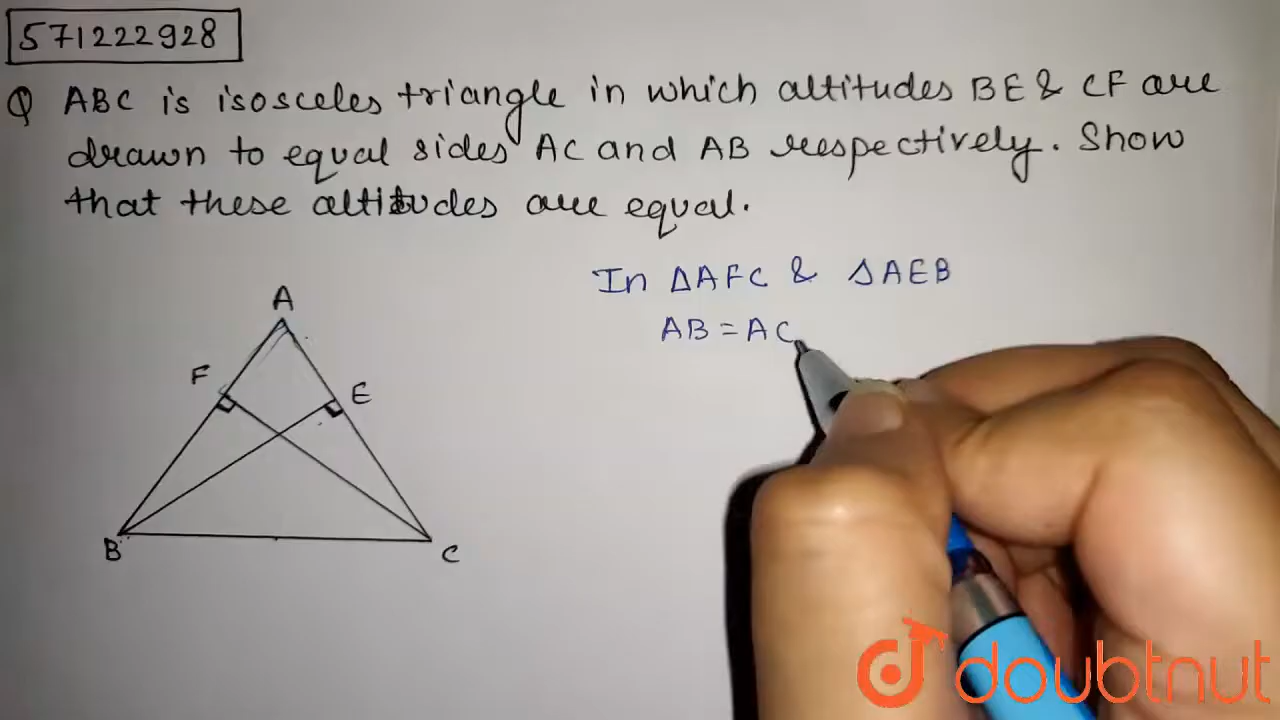 571222928
Q ABC is isosceles triangle in which altitudes BE & CF are
drawn to equal sides AC and AB respectively. Show
that these altitudes are equal.
In ΔAFC & ΔAEB
AB = AC
A
F
E
B
C
doubtnut